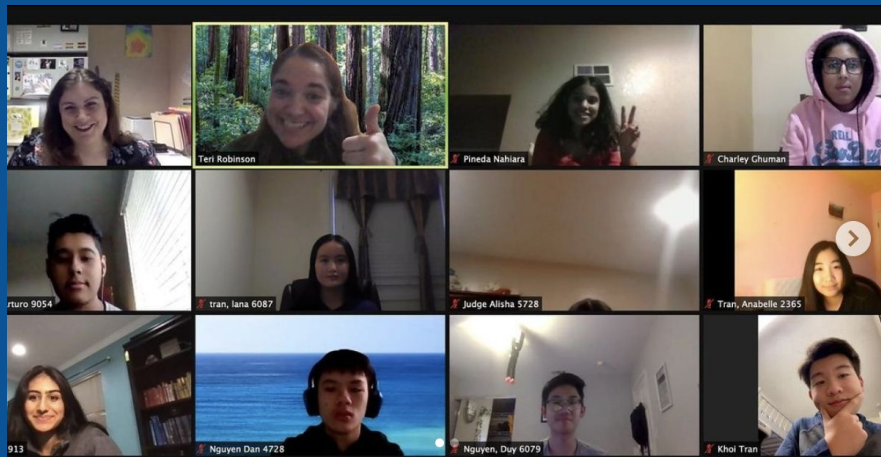 Teri Robinson
Pineda Nahiara
Charley Ghuman
rturo 9054
tran, lana 6087
Judge Alisha 5728
Tran, Anabelle 2365
913
Nguyen Dan 4728
Nguyen, Duy 6079
Khoi Tran